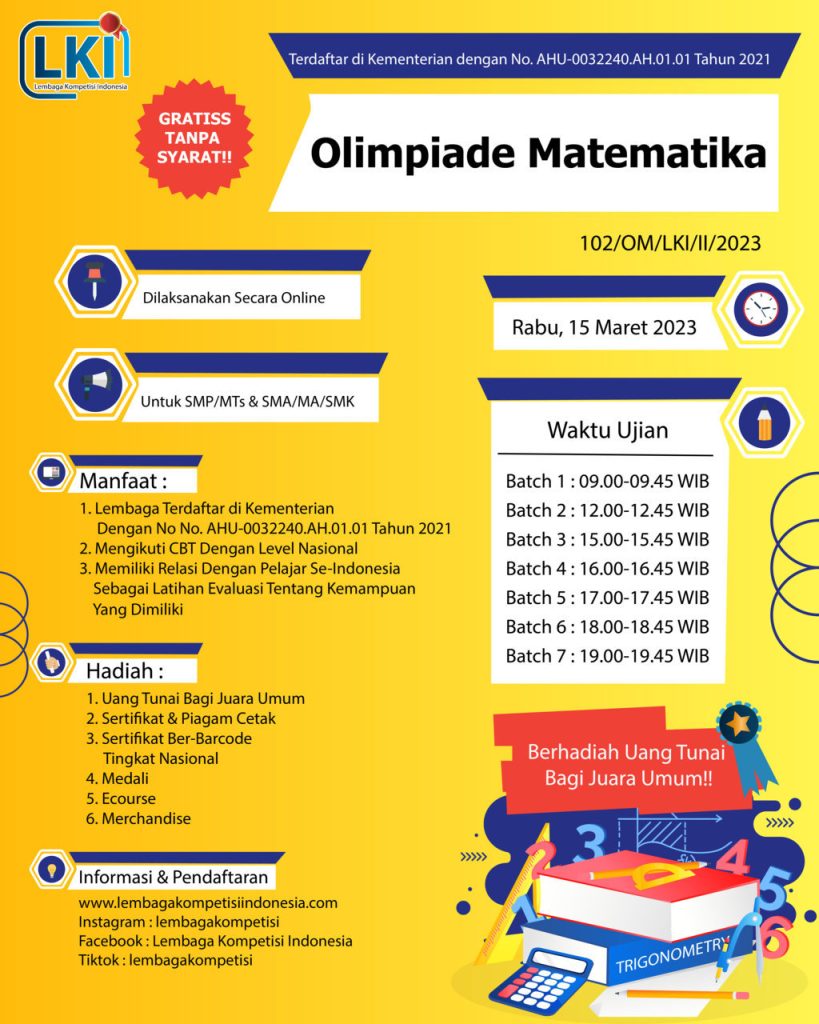 LKI
Lembaga Kompetisi Indonesia
Terdaftar di Kementerian dengan No. AHU-0032240.AH.01.01 Tahun 2021
GRATISS
TANPA
SYARAT!!
Olimpiade Matematika
102/OM/LKI/II/2023
Dilaksanakan Secara Online
Rabu, 15 Maret 2023
Untuk SMP/MTs & SMA/MA/SMK
Waktu Ujian
Batch 1 : 09.00-09.45 WIB
Batch 2 : 12.00-12.45 WIB
Batch 3 : 15.00-15.45 WIB
Batch 4 : 16.00-16.45 WIB
Batch 5 : 17.00-17.45 WIB
Batch 6 : 18.00-18.45 WIB
Batch 7 : 19.00-19.45 WIB
Manfaat :
1. Lembaga Terdaftar di Kementerian
Dengan No No. AHU-0032240.AH.01.01 Tahun 2021
2. Mengikuti CBT Dengan Level Nasional
3. Memiliki Relasi Dengan Pelajar Se-Indonesia
Sebagai Latihan Evaluasi Tentang Kemampuan
Yang Dimiliki
Hadiah :
1. Uang Tunai Bagi Juara Umum
2. Sertifikat & Piagam Cetak
3. Sertifikat Ber-Barcode
Tingkat Nasional
4. Medali
5. Ecourse
6. Merchandise
Berhadiah Uang Tunai
Bagi Juara Umum!!
Informasi & Pendaftaran
www.lembagakompetisiindonesia.com
Instagram : lembagakompetisi
Facebook : Lembaga Kompetisi Indonesia
Tiktok : lembagakompetisi
1
2
3
4
5
6
TRIGONOMETRY